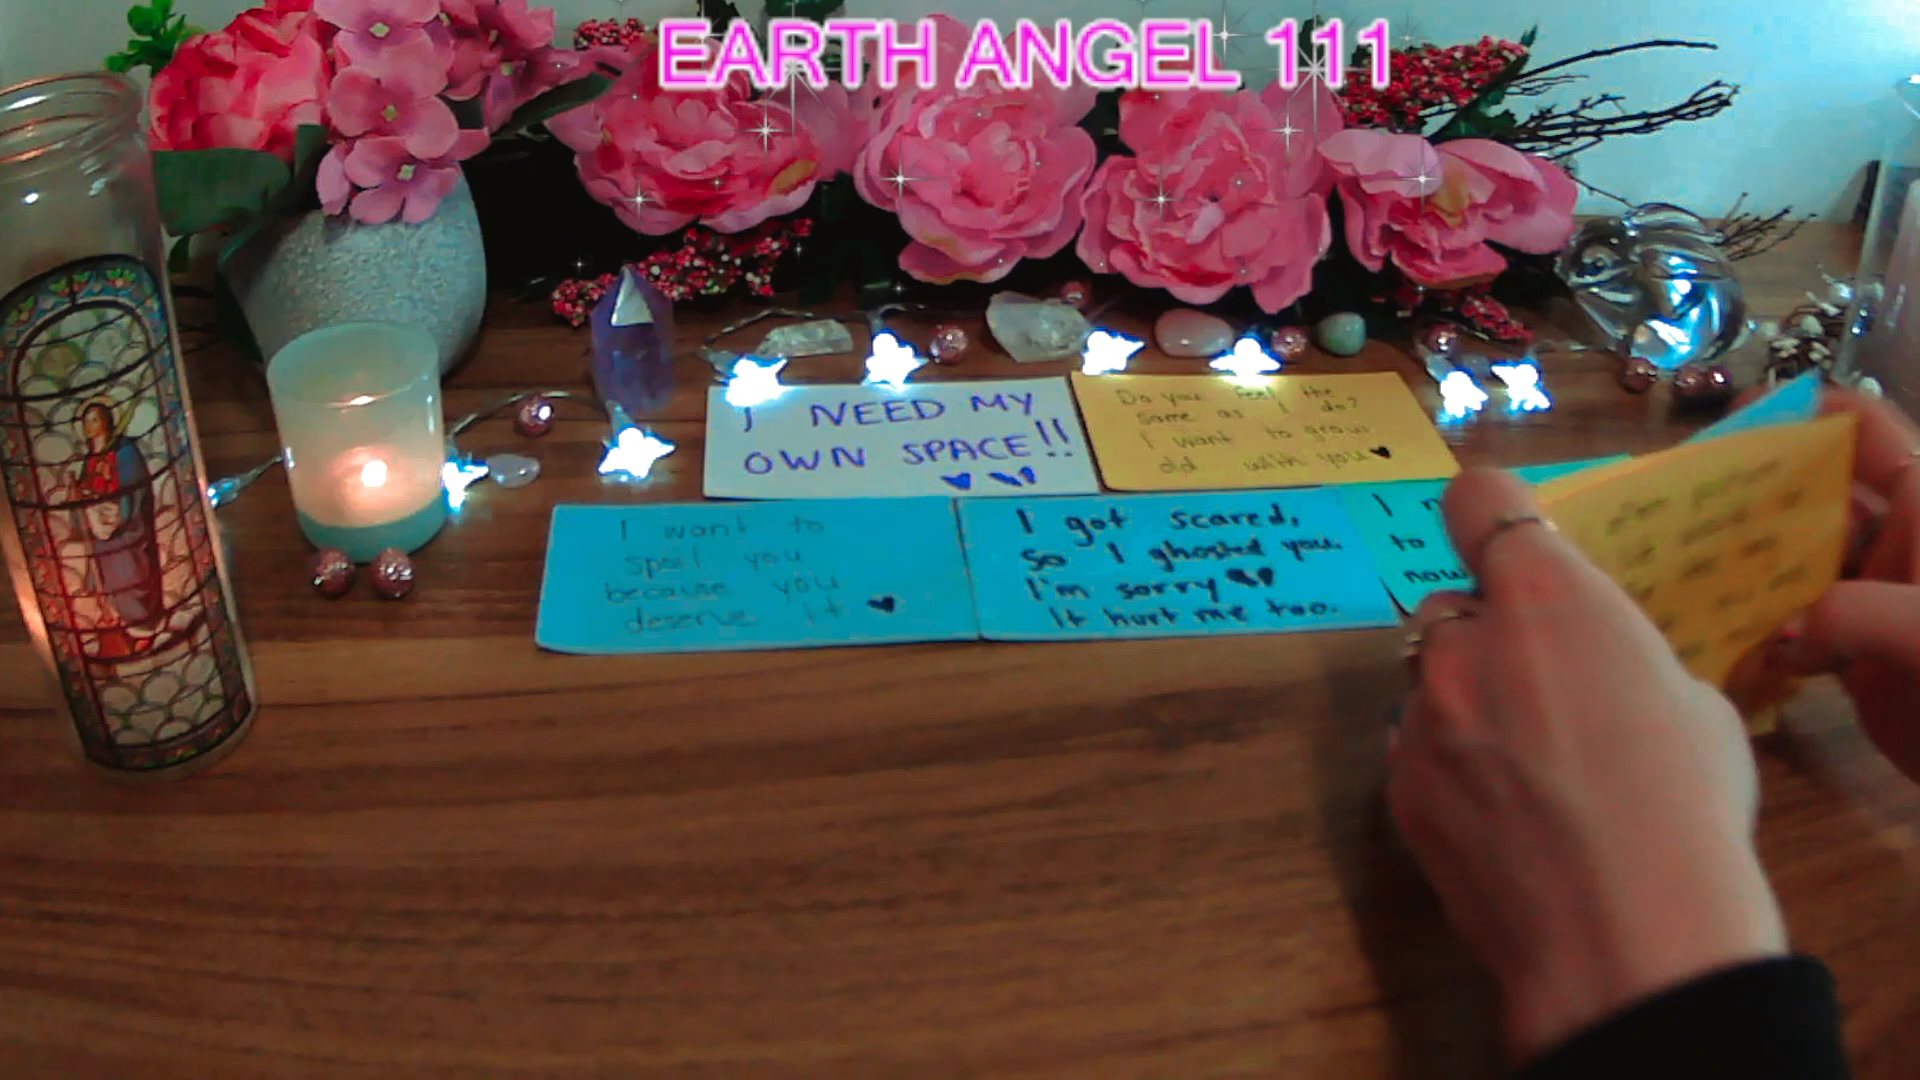 EARTH ANGEL 111
I NEED MY
OWN SPACE!!
Do you feel the
same as I do?
I want to grow
old with you
I want to
spoil you
because you
deserve it
I got scared,
so I ghosted you.
I'm sorry
It hurt me too.
I
to
now